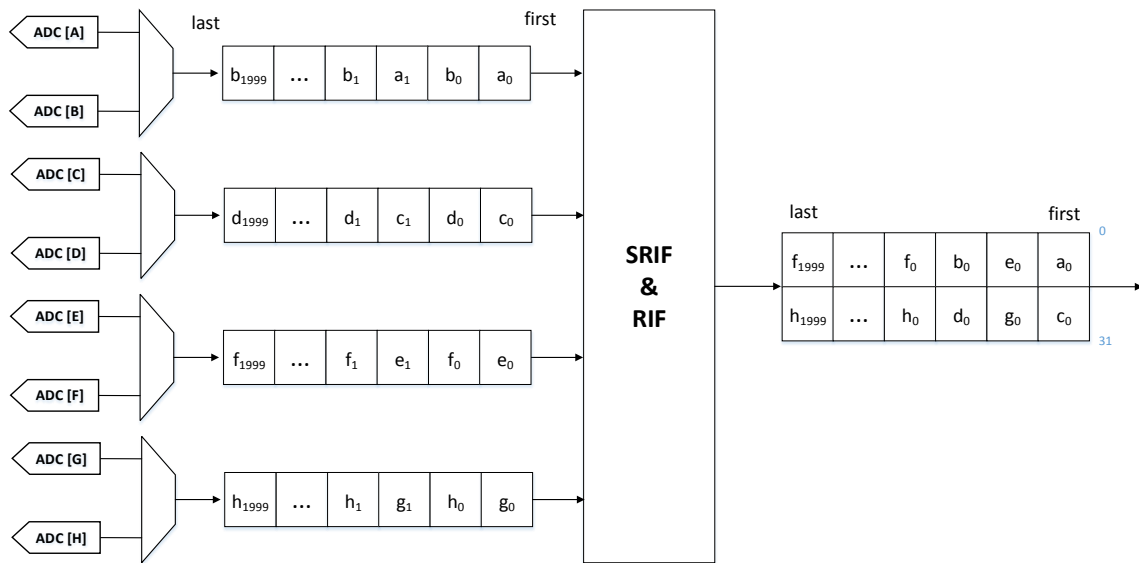 ADC [A]
ADC [B]
last first
b1999 ... b1 a1 b0 a0
ADC [C]
ADC [D]
d1999 ... d1 c1 d0 c0
ADC [E]
ADC [F]
f1999 ... f1 e1 f0 e0
ADC [G]
ADC [H]
h1999 ... h1 g1 h0 g0
SRIF
&
RIF
last first
0
f1999 ... f0 b0 e0 a0
h1999 ... h0 d0 g0 c0
31